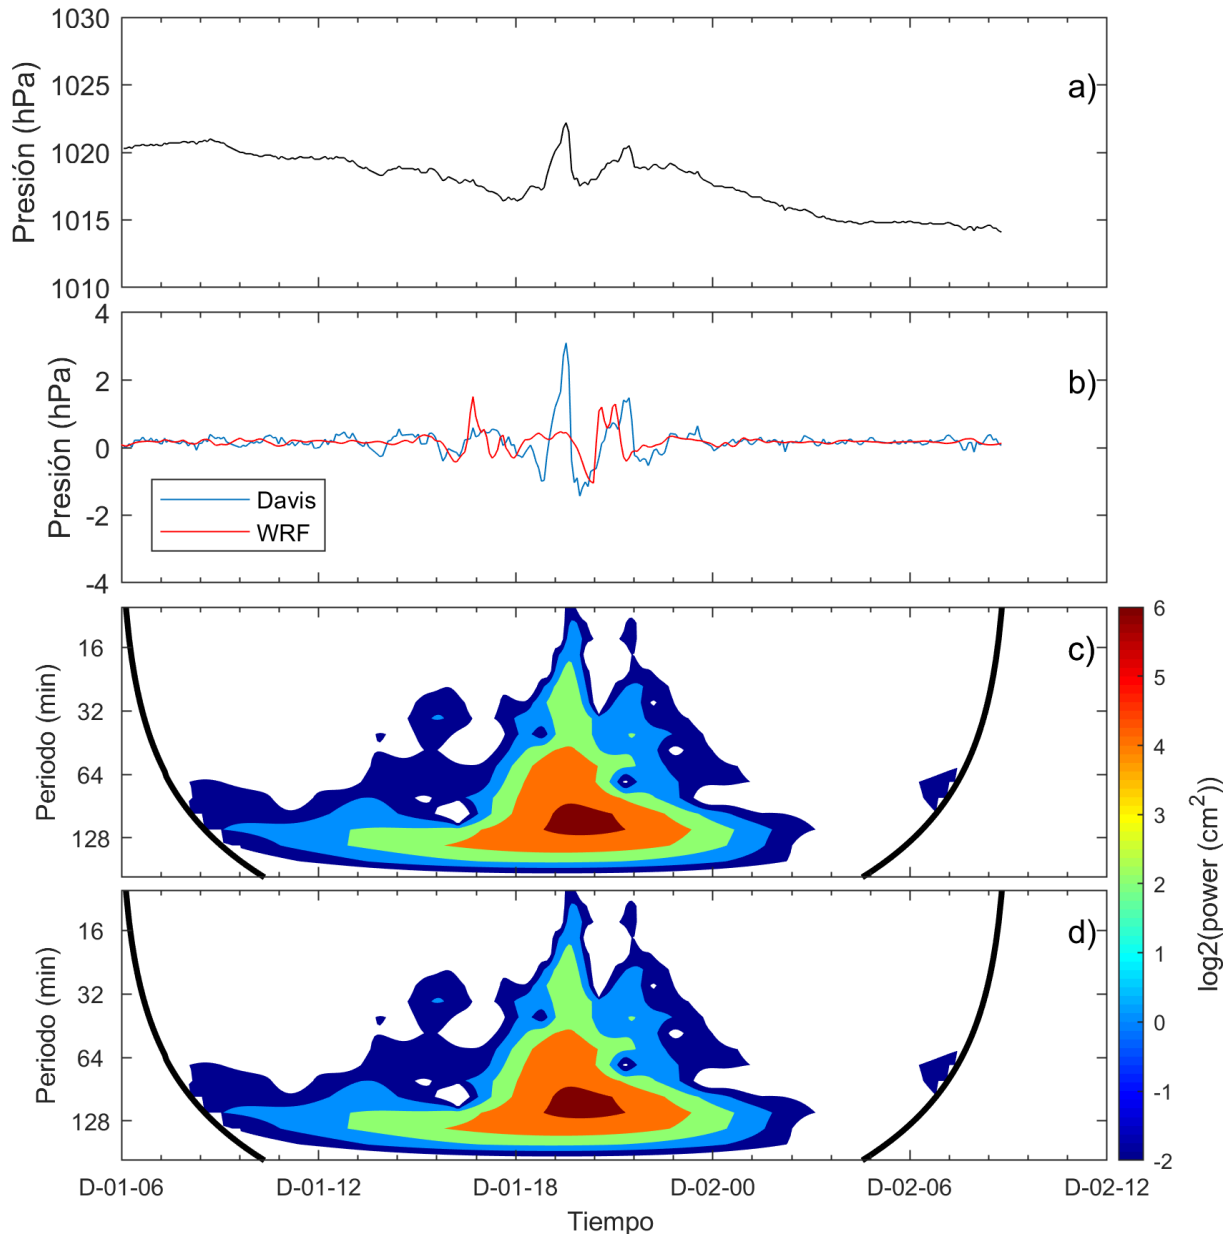 1030
1025
1020
1015
1010
Presión (hPa)
a)
4
2
0
-2
-4
Presión (hPa)
b)
Davis
WRF
16
32
64
128
Periodo (min)
c)
16
32
64
128
Periodo (min)
d)
6
5
4
3
2
1
0
-1
-2
log2(power (cm²))
D-01-06 D-01-12 D-01-18 D-02-00 D-02-06 D-02-12
Tiempo